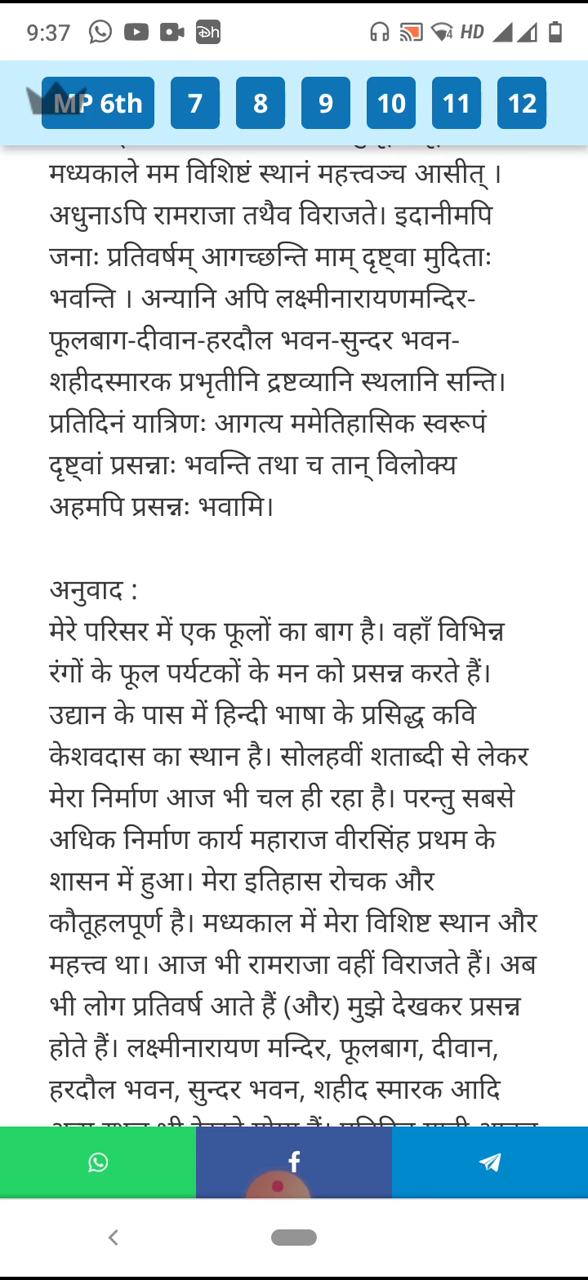 9:37 HD
MP 6th 7 8 9 10 11 12
मध्यकाले मम विशिष्टं स्थानं महत्त्वञ्च आसीत् ।
अधुनाऽपि रामराजा तथैव विराजते। इदानीमपि
जनाः प्रतिवर्षम् आगच्छन्ति माम् दृष्ट्वा मुदिताः
भवन्ति । अन्यानि अपि लक्ष्मीनारायणमन्दिर-
फूलबाग-दीवान-हरदौल भवन-सुन्दर भवन-
शहीदस्मारक प्रभृतीनि द्रष्टव्यानि स्थलानि सन्ति।
प्रतिदिनं यात्रिणः आगत्य ममेतिहासिक स्वरूपं
दृष्ट्वां प्रसन्नाः भवन्ति तथा च तान् विलोक्य
अहमपि प्रसन्नः भवामि।
अनुवाद :
मेरे परिसर में एक फूलों का बाग है। वहाँ विभिन्न
रंगों के फूल पर्यटकों के मन को प्रसन्न करते हैं।
उद्यान के पास में हिन्दी भाषा के प्रसिद्ध कवि
केशवदास का स्थान है। सोलहवीं शताब्दी से लेकर
मेरा निर्माण आज भी चल ही रहा है। परन्तु सबसे
अधिक निर्माण कार्य महाराज वीरसिंह प्रथम के
शासन में हुआ। मेरा इतिहास रोचक और
कौतूहलपूर्ण है। मध्यकाल में मेरा विशिष्ट स्थान और
महत्त्व था। आज भी रामराजा वहीं विराजते हैं। अब
भी लोग प्रतिवर्ष आते हैं (और) मुझे देखकर प्रसन्न
होते हैं। लक्ष्मीनारायण मन्दिर, फूलबाग, दीवान,
हरदौल भवन, सुन्दर भवन, शहीद स्मारक आदि